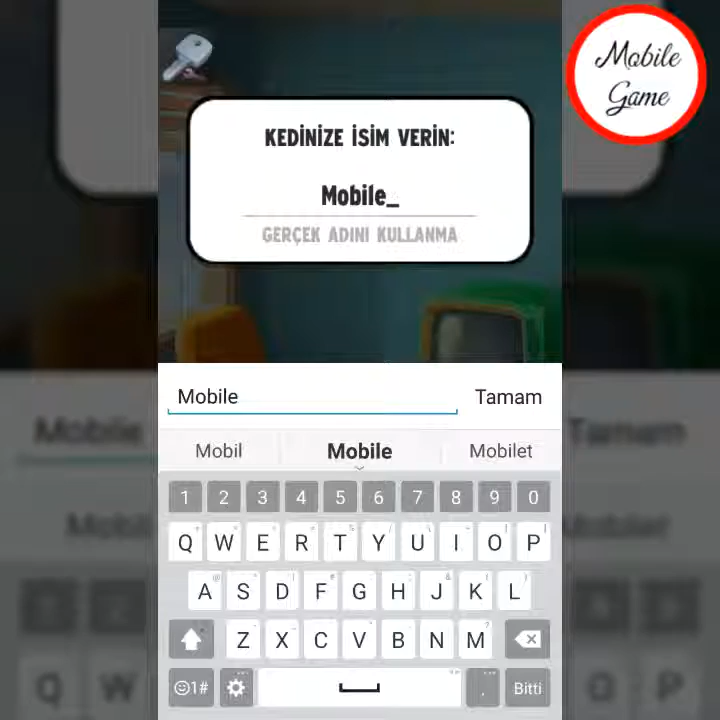 Mobile
Game
KEDİNİZE İSİM VERİN:
Mobile_
GERÇEK ADINI KULLANMA
Mobile
Tamam
Mobil
Mobile
Mobilet
1 2 3 4 5 6 7 8 9 0
Q W E R T Y U I O P
A S D F G H J K L
Z X C V B N M
1#
.
Bitti